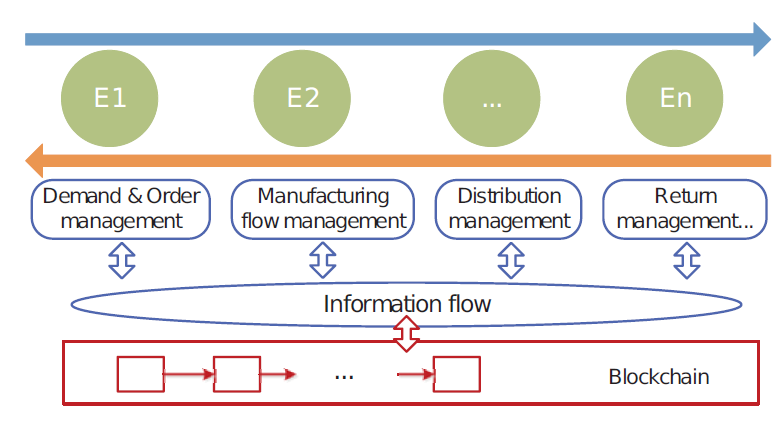 E1
E2
...
En
Demand & Order
management
Manufacturing
flow management
Distribution
management
Return
management...
Information flow
...
Blockchain